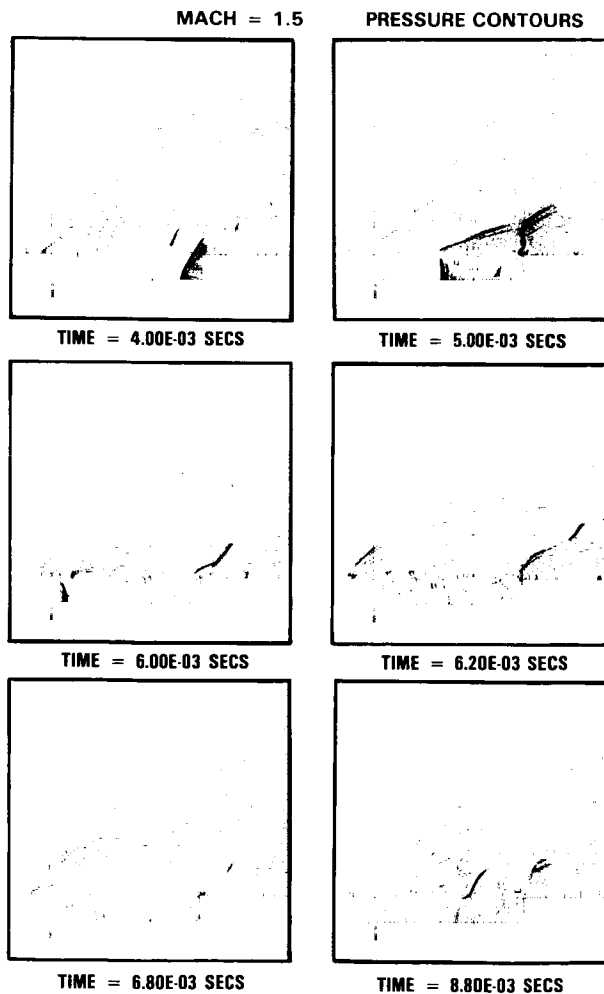 MACH = 1.5 PRESSURE CONTOURS
TIME = 4.00E-03 SECS
TIME = 5.00E-03 SECS
TIME = 6.00E-03 SECS
TIME = 6.20E-03 SECS
TIME = 6.80E-03 SECS
TIME = 8.80E-03 SECS